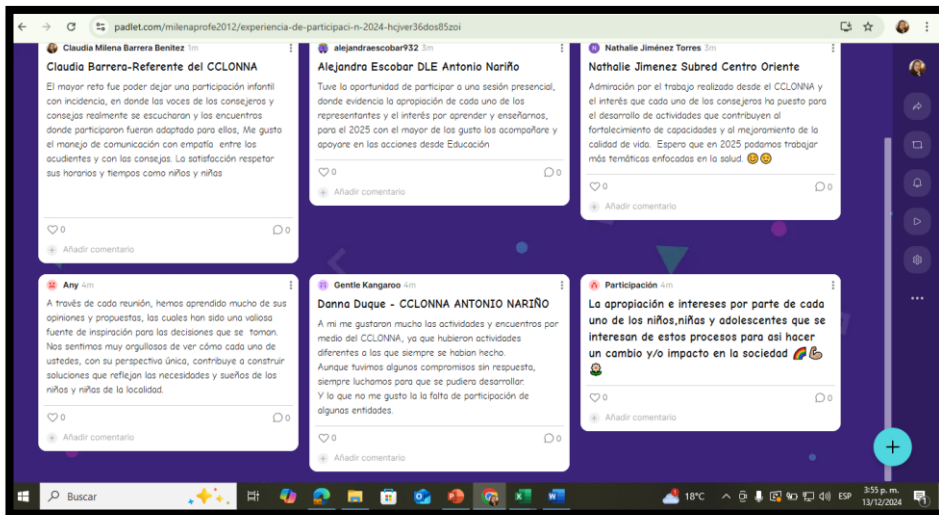 padlet.com/milenaprofe2012/experiencia-de-participaci-n-2024-hcjver36dos85zoi
Claudia Milena Barrera Benitez 1m
Claudia Barrera-Referente del CCLONNA
El mayor reto fue poder dejar una participación infantil
con incidencia, en donde las voces de los consejeros y
consejas realmente se escucharan y los encuentros
donde participaron fueran adaptado para ellos, Me gusto
el manejo de comunicación con empatía entre los
acudientes y con las consejas. La satisfacción respetar
sus horarios y tiempos como niños y niñas
0
0
Añadir comentario
alejandraescobar932 3m
Alejandra Escobar DLE Antonio Nariño
Tuve la oportunidad de participar a una sesión presencial,
donde evidencia la apropiación de cada uno de los
representantes y el interés por aprender y enseñarnos,
para el 2025 con el mayor de los gusto los acompañare y
apoyare en las acciones desde Educación
0
0
Añadir comentario
Nathalie Jiménez Torres 3m
Nathalie Jimenez Subred Centro Oriente
Admiración por el trabajo realizado desde el CCLONNA y
el interés que cada uno de los consejeros ha puesto para
el desarrollo de actividades que contribuyen al
fortalecimiento de capacidades y al mejoramiento de la
calidad de vida. Espero que en 2025 podamos trabajar
más temáticas enfocadas en la salud. 😊😉
0
0
Añadir comentario
Any 4m
A través de cada reunión, hemos aprendido mucho de sus
opiniones y propuestas, las cuales han sido una valiosa
fuente de inspiración para las decisiones que se toman.
Nos sentimos muy orgullosos de ver cómo cada uno de
ustedes, con su perspectiva única, contribuye a construir
soluciones que reflejan las necesidades y sueños de los
niños y niñas de la localidad.
0
0
Añadir comentario
Gentle Kangaroo 4m
Danna Duque - CCLONNA ANTONIO NARIÑO
A mi me gustaron mucho las actividades y encuentros por
medio del CCLONNA, ya que hubieron actividades
diferentes a las que siempre se habian hecho.
Aunque tuvimos algunos compromisos sin respuesta,
siempre luchamos para que se pudiera desarrollar.
Y lo que no me gusto la la falta de participación de
algunas entidades.
0
0
Añadir comentario
Participación 4m
La apropiación e intereses por parte de cada
uno de los niños,niñas y adolescentes que se
interesan de estos procesos para asi hacer
un cambio y/o impacto en la sociedad 🌈💪
0
0
Añadir comentario
Buscar
18°C
ESP
3:55 p. m.
13/12/2024